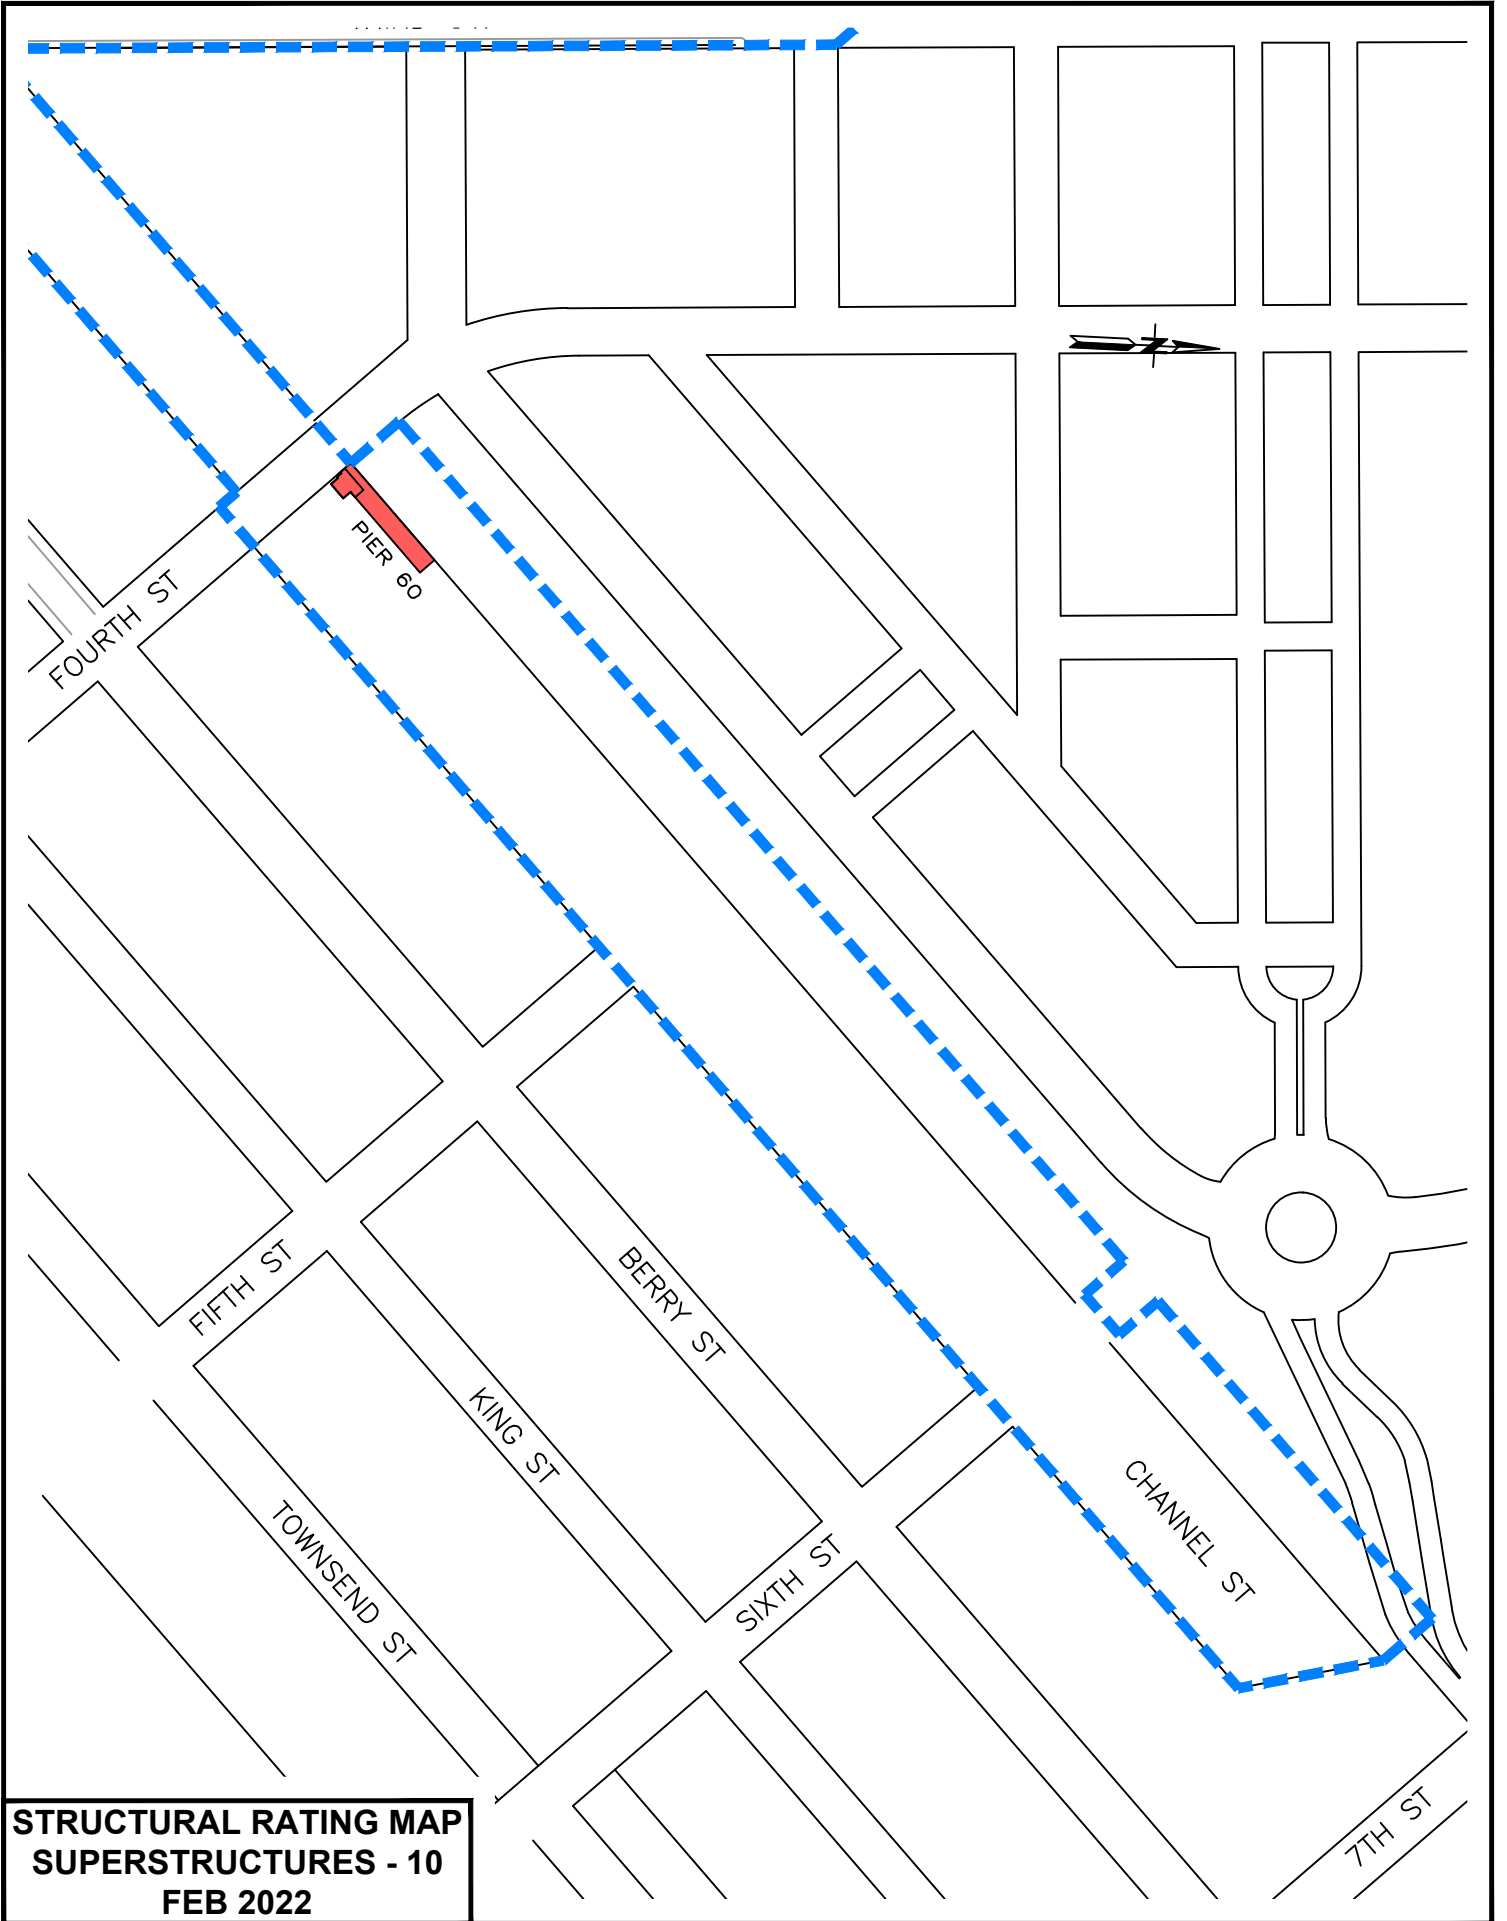 N
PIER 60
FOURTH ST
FIFTH ST
BERRY ST
KING ST
CHANNEL ST
TOWNSEND ST
SIXTH ST
7TH ST
STRUCTURAL RATING MAP
SUPERSTRUCTURES - 10
FEB 2022